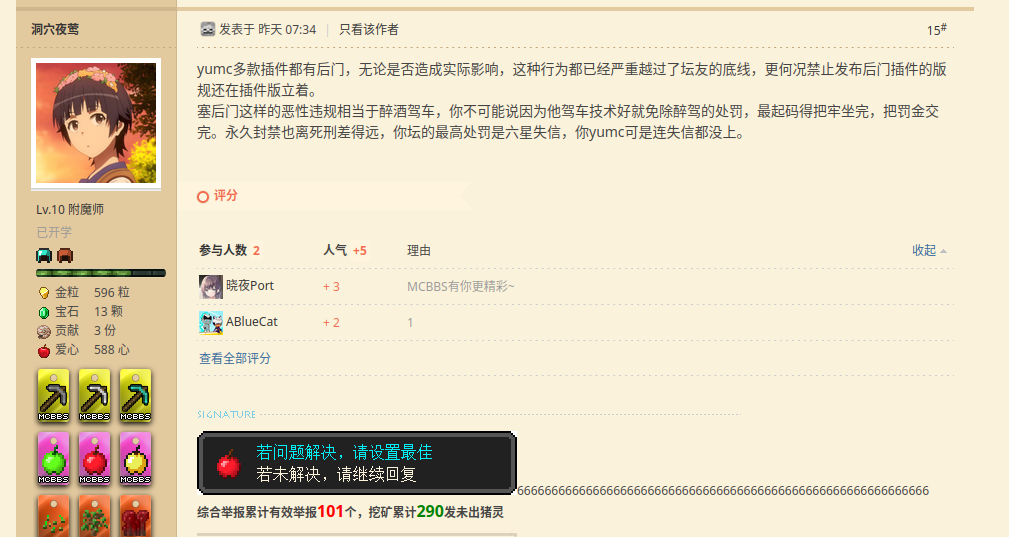 洞穴夜莺
发表于 昨天 07:34 | 只看该作者
15#
yumc多款插件都有后门，无论是否造成实际影响，这种行为都已经严重越过了坛友的底线，更何况禁止发布后门插件的版
规还在插件版立着。
塞后门这样的恶性违规相当于醉酒驾车，你不可能说因为他驾车技术好就免除醉驾的处罚，最起码得把牢坐完，把罚金交
完。永久封禁也离死刑差得远，你坛的最高处罚是六星失信，你yumc可是连失信都没上。
评分
Lv.10 附魔师
已开学
金粒 596 粒
宝石 13 颗
贡献 3 份
爱心 588 心
MCBBS MCBBS MCBBS
MCBBS MCBBS MCBBS
参与人数 2 人气 +5 理由 收起
晓夜Port + 3 MCBBS有你更精彩~
ABlueCat + 2 1
查看全部评分
SIGNATURE
若问题解决，请设置最佳
若未解决，请继续回复
综合举报累计有效举报101个，挖矿累计290发未出猪灵